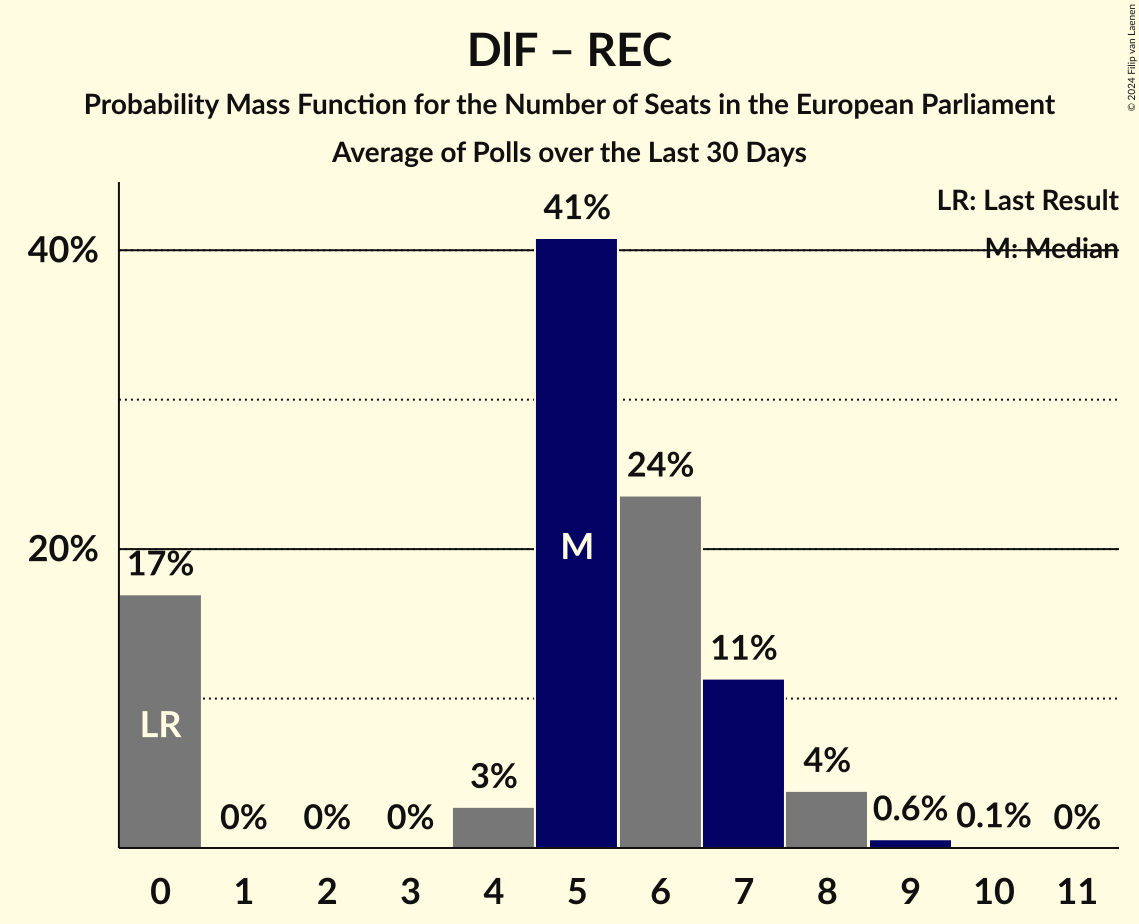 DIF – REC
Probability Mass Function for the Number of Seats in the European Parliament
Average of Polls over the Last 30 Days
© 2024 Filip van Laenen
LR: Last Result
M: Median
41%
40%
24%
M
20%
17%
11%
LR
4%
3%
0% 0% 0% 0.6% 0.1% 0%
0 1 2 3 4 5 6 7 8 9 10 11